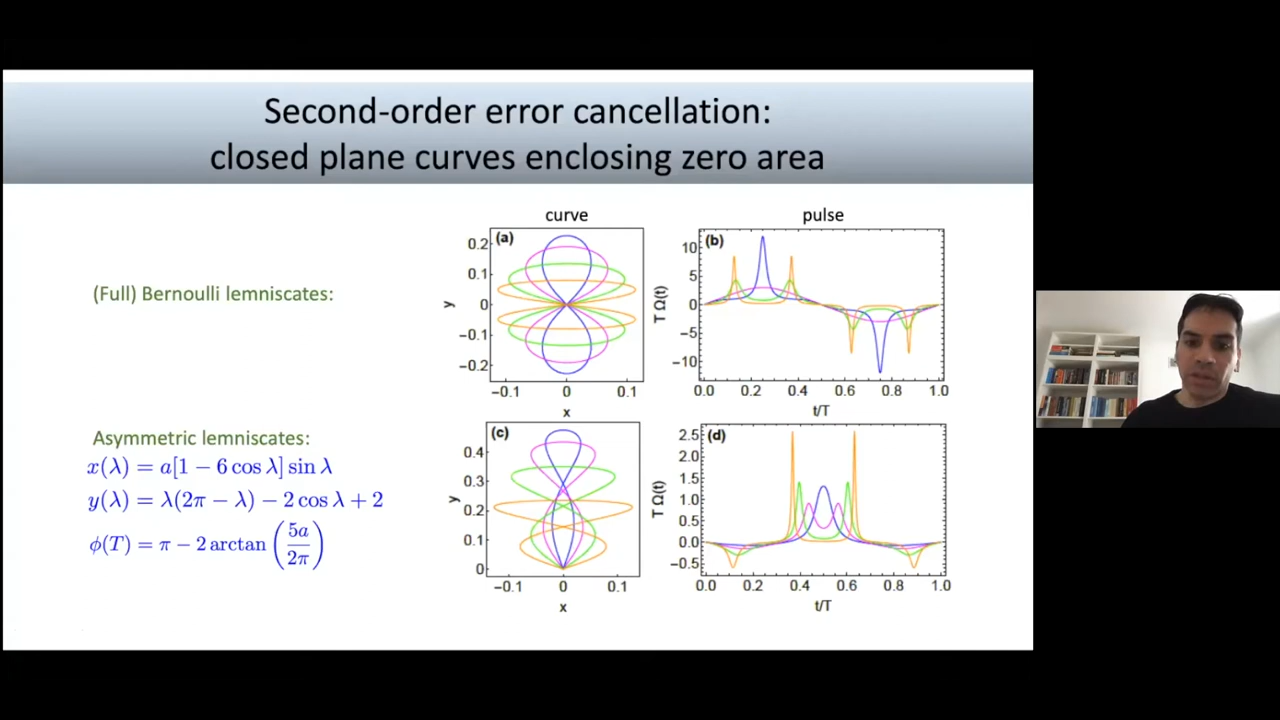 Second-order error cancellation:
closed plane curves enclosing zero area
(Full) Bernoulli lemniscates:
Asymmetric lemniscates:
x(λ) = a[1 − 6 cos λ] sin λ
y(λ) = λ(2π − λ) − 2 cos λ + 2
ϕ(T) = π − 2 arctan (5a/2π)
curve
(a)
0.2
0.1
0
−0.1
−0.2
y
−0.1 0 0.1
x
pulse
(b)
10
5
0
−5
−10
T Ω(t)
0.0 0.2 0.4 0.6 0.8 1.0
t/T
(c)
0.4
0.3
0.2
0.1
0
y
−0.1 0 0.1
x
(d)
2.5
2.0
1.5
1.0
0.5
0.0
−0.5
T Ω(t)
0.0 0.2 0.4 0.6 0.8 1.0
t/T